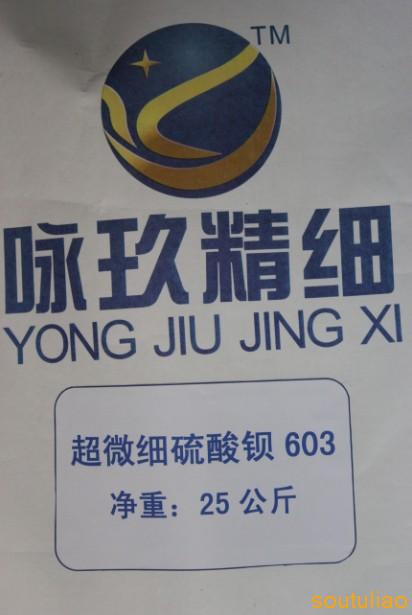 TM
咏玖精细
YONG JIU JING XI
超微细硫酸钡 603
净重：25 公斤
soutuliao